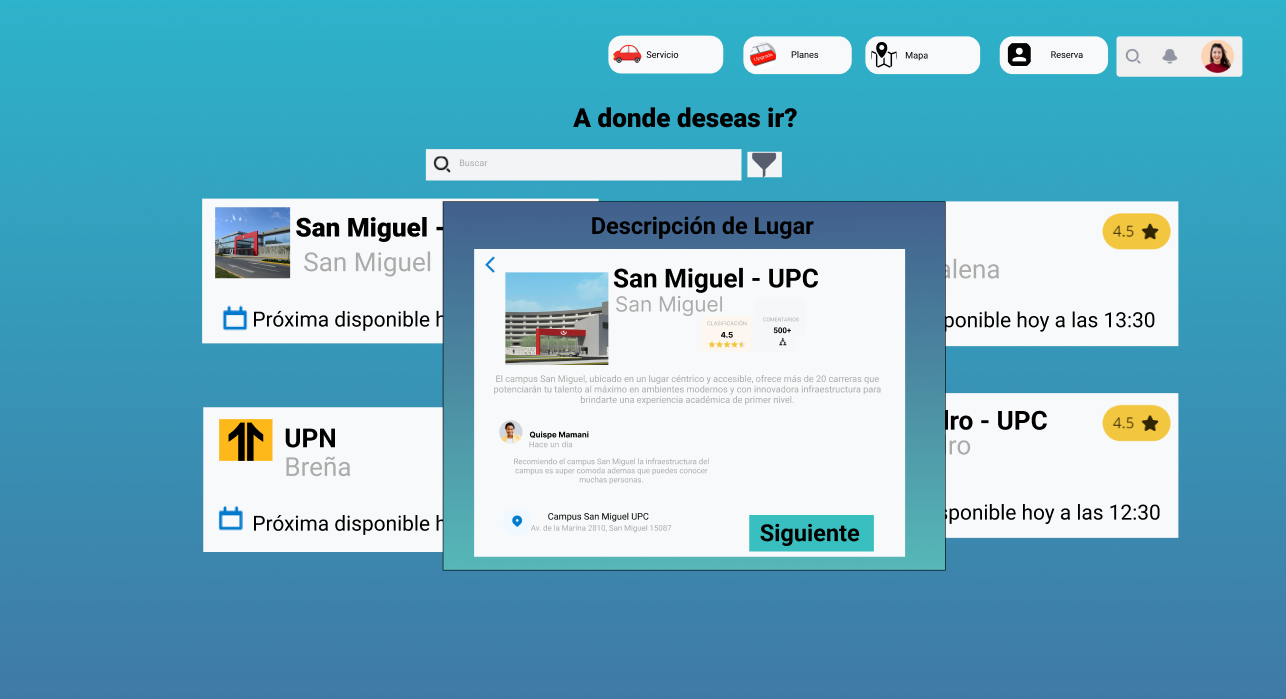 Servicio
Upgrade
Planes
Mapa
Reserva
A donde deseas ir?
Buscar
San Miguel -
San Miguel
Próxima disponible h
4.5
alena
ponible hoy a las 13:30
UPN
Breña
Próxima disponible h
dro - UPC
ro
4.5
sponible hoy a las 12:30
Descripción de Lugar
San Miguel - UPC
San Miguel
CLASIFICACIÓN
4.5
COMENTARIOS
500+
El campus San Miguel, ubicado en un lugar céntrico y accesible, ofrece más de 20 carreras que
potenciarán tu talento al máximo en ambientes modernos y con innovadora infraestructura para
brindarte una experiencia académica de primer nivel.
Quispe Mamani
Hace un día
Recomiendo el campus San Miguel la infraestructura del
campus es super comoda ademas que puedes conocer
muchas personas.
Campus San Miguel UPC
Av. de la Marina 2810, San Miguel 15087
Siguiente